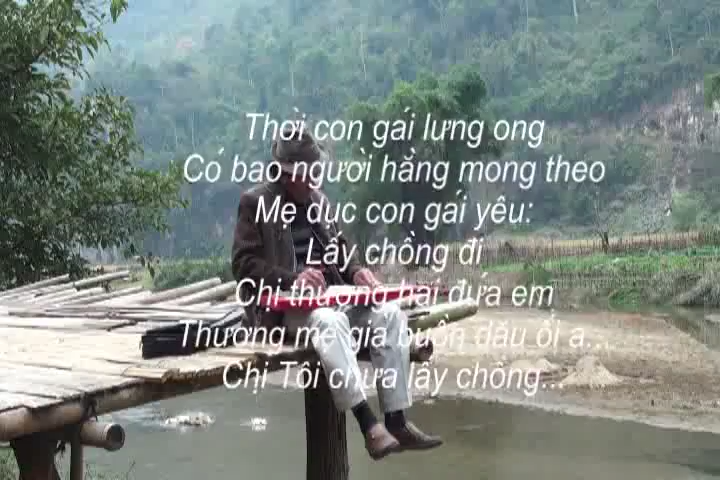 Thời con gái lưng ong
Có bao người hằng mong theo
Mẹ dục con gái yêu:
Lấy chồng đi
Chị thương hai đứa em
Thương mẹ già buồn dău ối a...
Chị Tôi chưa lấy chồng...